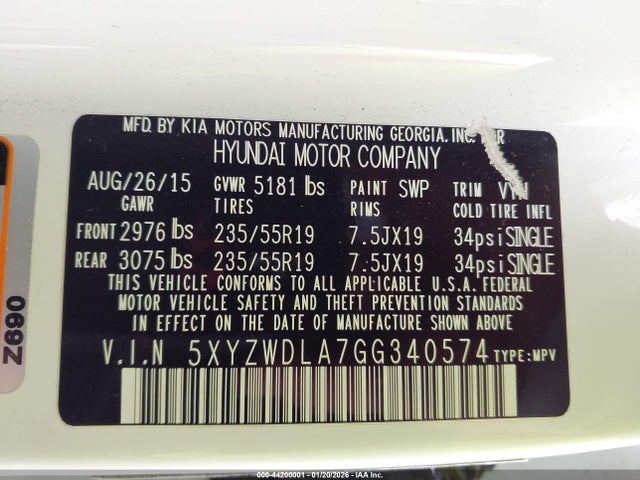 MFD. BY KIA MOTORS MANUFACTURING GEORGIA. INC.
HYUNDAI MOTOR COMPANY
AUG/26/15 GVWR 5181 lbs PAINT SWP TRIM
GAWR TIRES RIMS COLD TIRE INFL
FRONT 2976 lbs 235/55R19 7.5JX19 34psi SINGLE
REAR 3075 lbs 235/55R19 7.5JX19 34psi SINGLE
THIS VEHICLE CONFORMS TO ALL APPLICABLE U.S.A. FEDERAL
MOTOR VEHICLE SAFETY AND THEFT PREVENTION STANDARDS
IN EFFECT ON THE DATE OF MANUFACTURE SHOWN ABOVE
V.I.N 5XYZWDLA7GG340574 TYPE:MPV
Z690
000-44200001 - 01/20/2026 - IAA Inc.